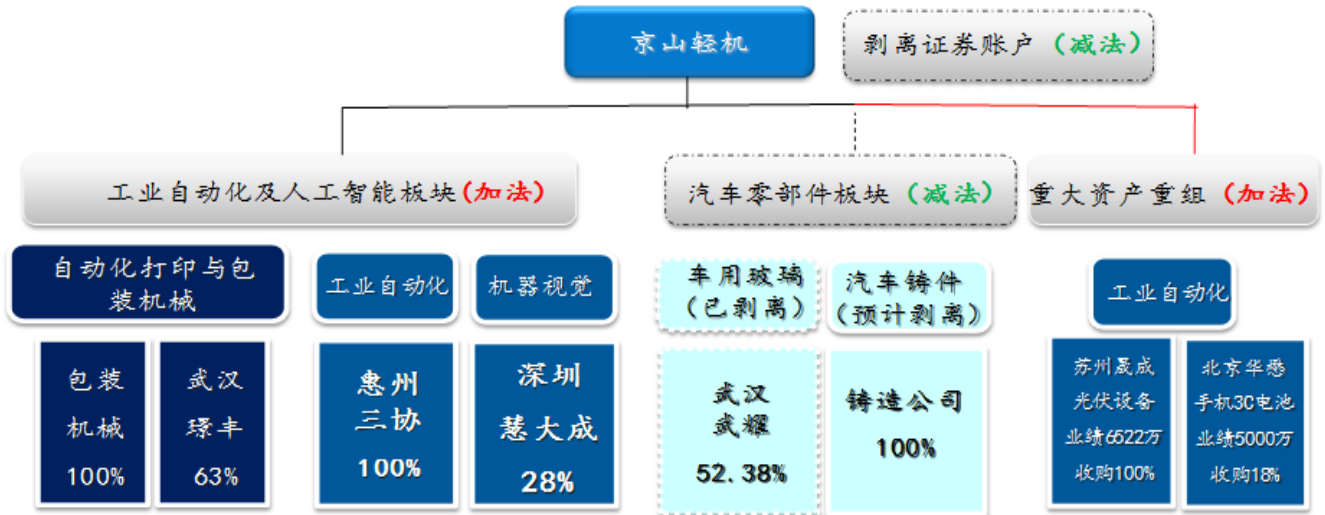 京山轻机
剥离证券账户（减法）
工业自动化及人工智能板块(加法)
汽车零部件板块（减法）
重大资产重组（加法）
自动化打印与包
装机械
工业自动化
机器视觉
车用玻璃
（已剥离）
汽车铸件
（预计剥离）
工业自动化
包装
机械
100%
武汉
璟丰
63%
惠州
三协
100%
深圳
慧大成
28%
武汉
武耀
52.38%
铸造公司
100%
苏州晟成
光伏设备
业绩6522万
收购100%
北京华懋
手机3C电池
业绩5000万
收购18%